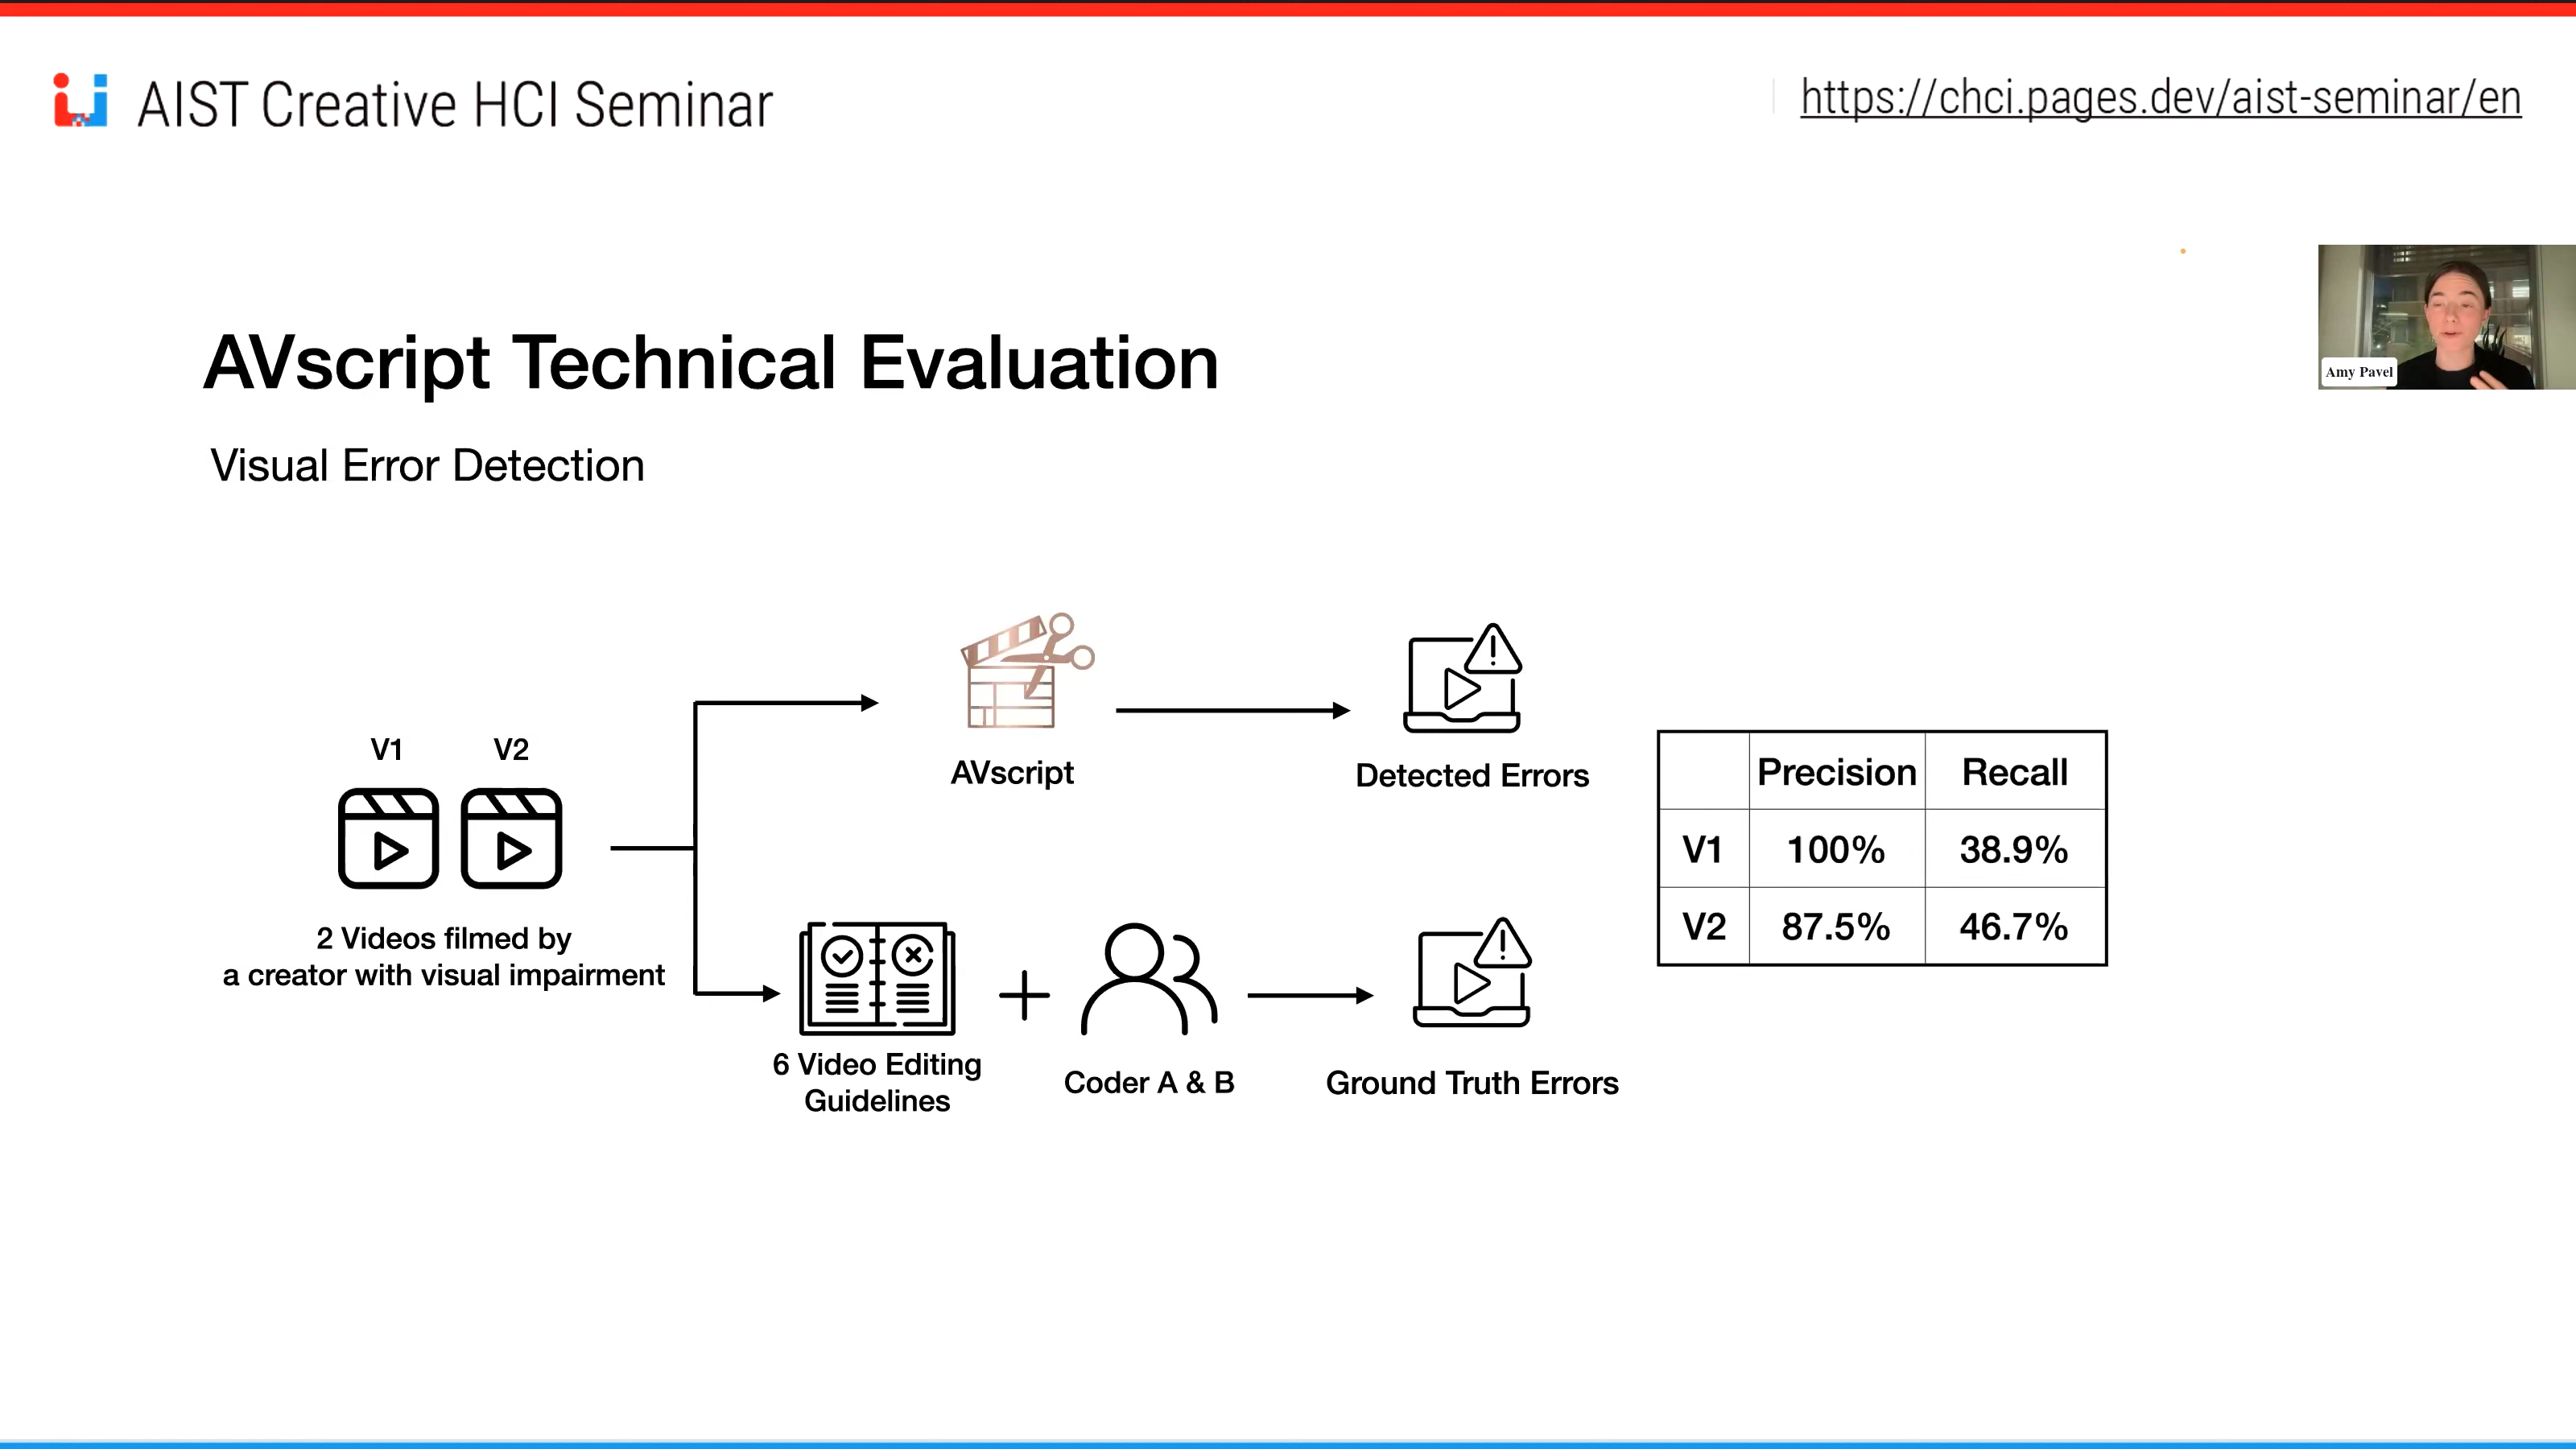 AIST Creative HCI Seminar
https://chci.pages.dev/aist-seminar/en
Amy Pavel
AVscript Technical Evaluation
Visual Error Detection
V1 V2
2 Videos filmed by
a creator with visual impairment
AVscript
Detected Errors
6 Video Editing
Guidelines
+
Coder A & B
Ground Truth Errors
Precision Recall
V1 100% 38.9%
V2 87.5% 46.7%